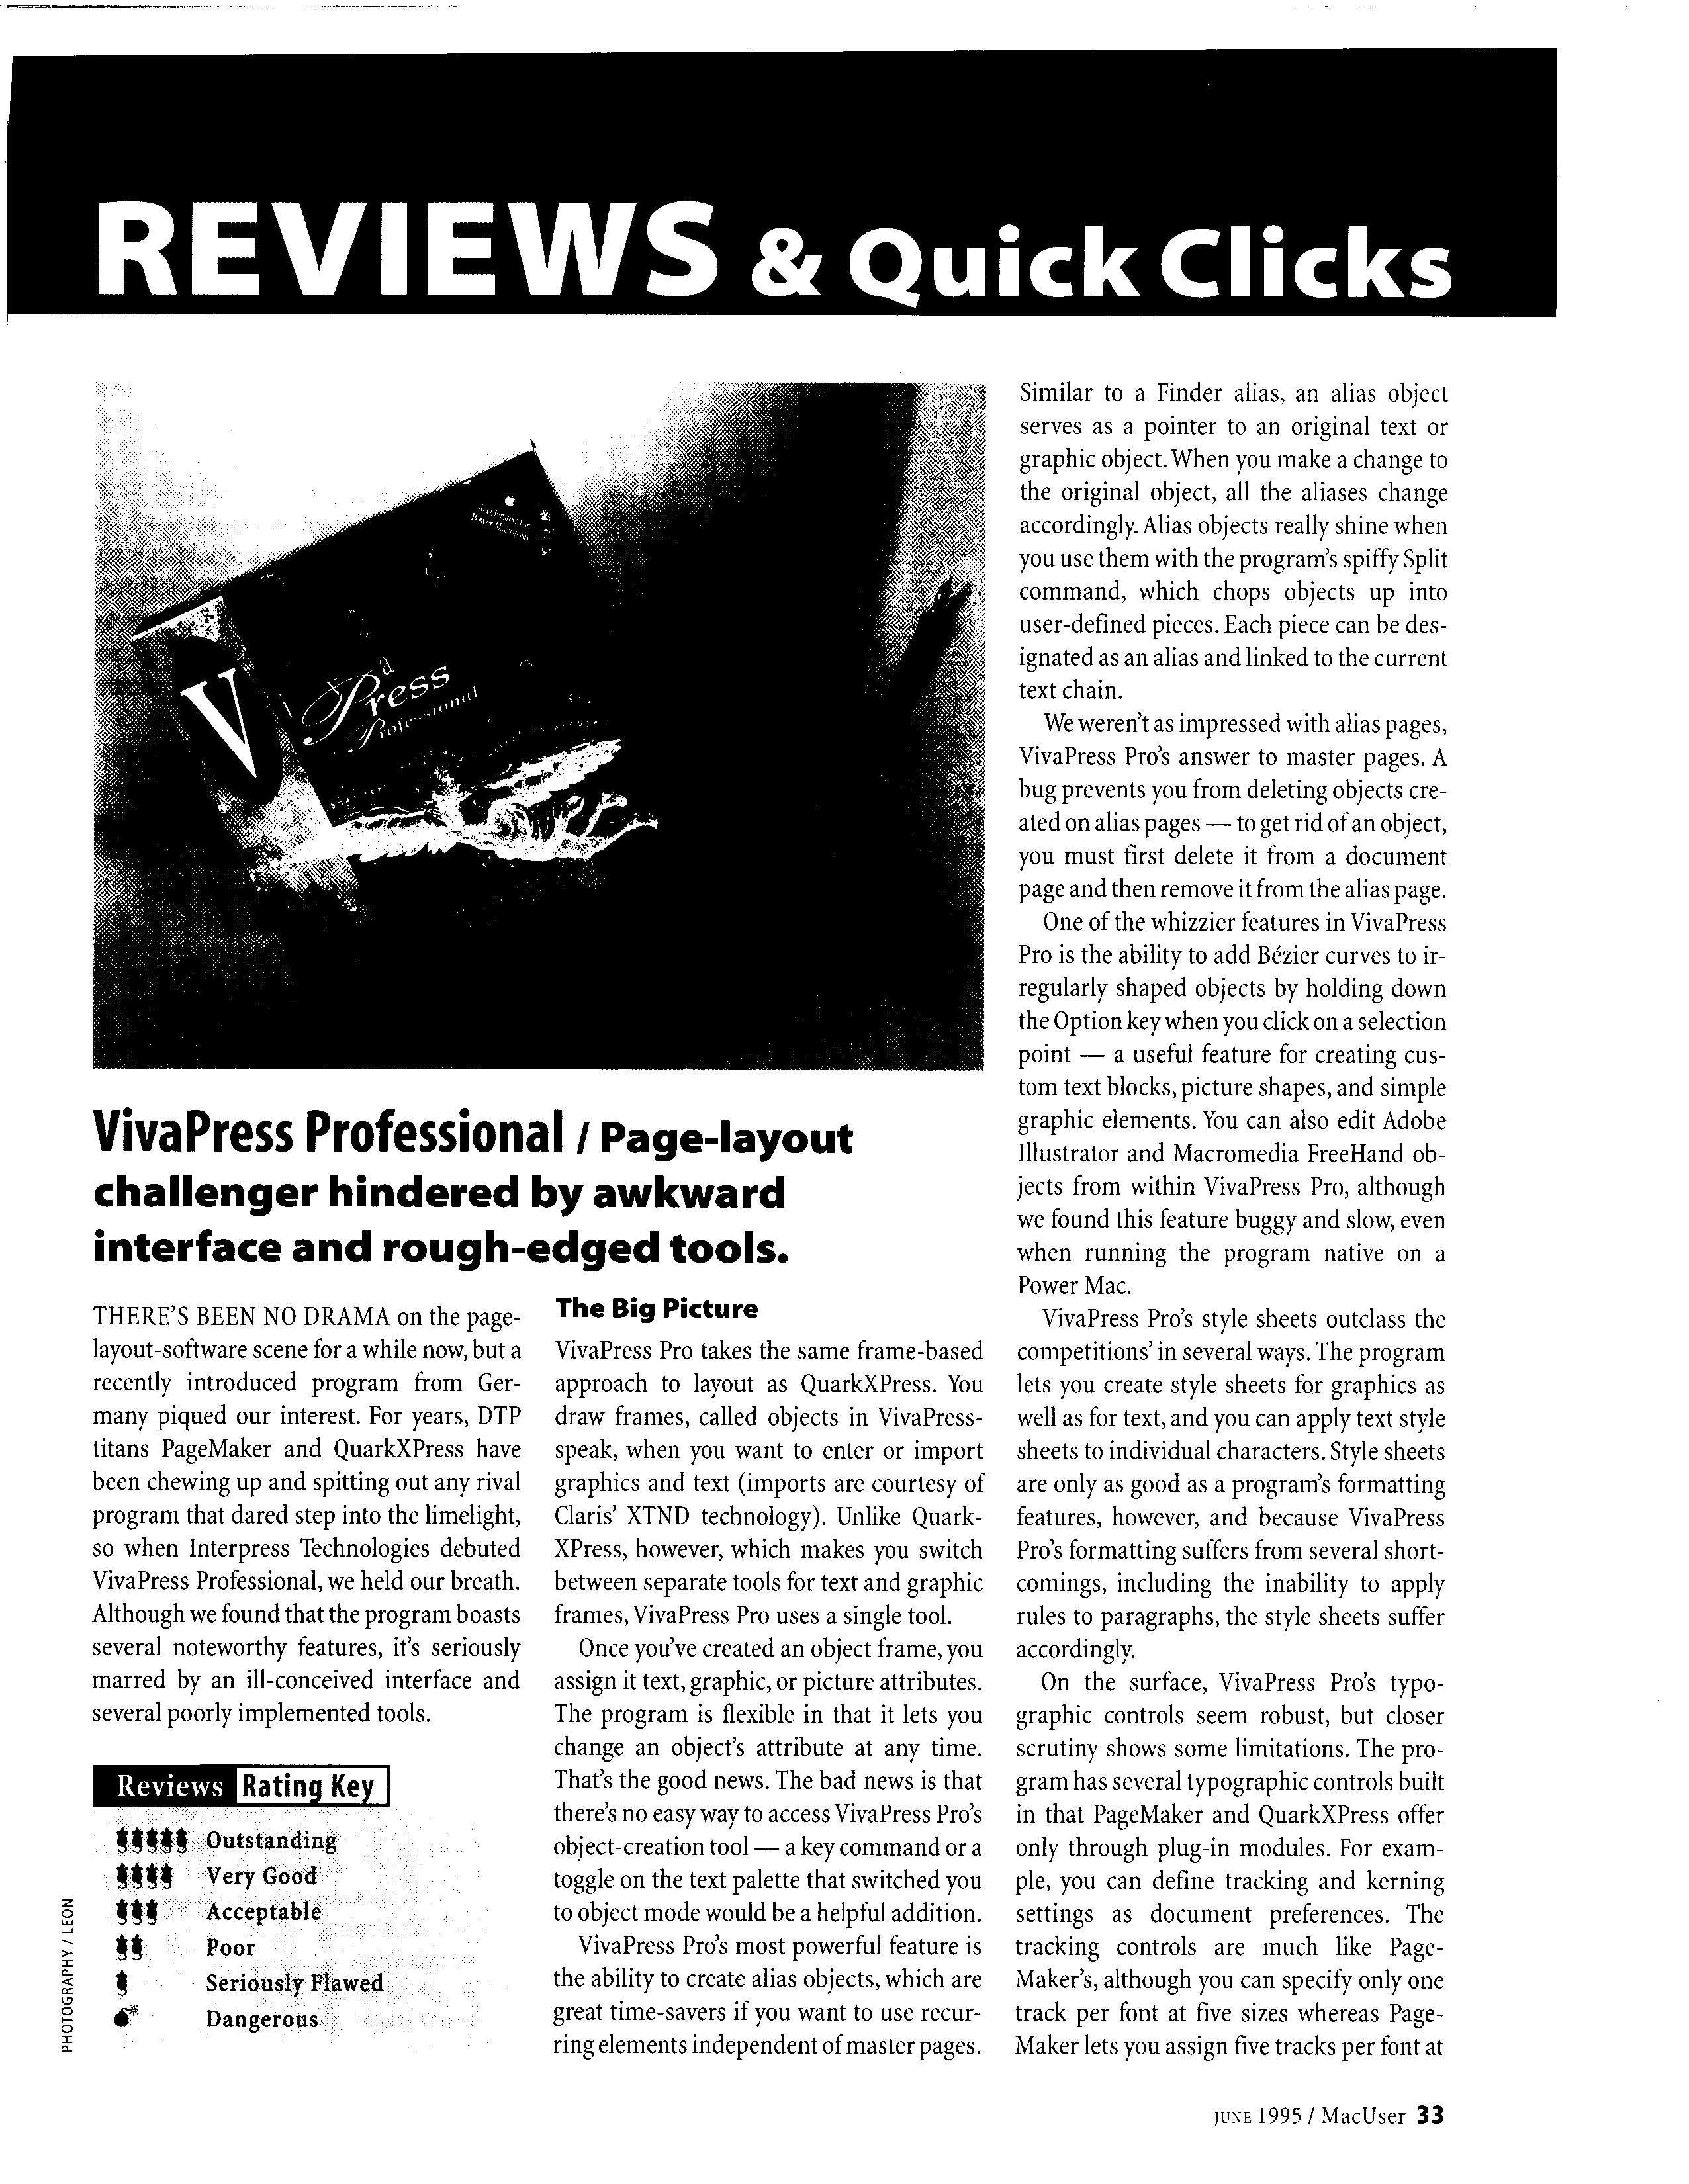 REVIEWS & Quick Clicks
V
Press
Professional
VivaPress Professional / Page-layout
challenger hindered by awkward
interface and rough-edged tools.
THERE'S BEEN NO DRAMA on the page-
layout-software scene for a while now, but a
recently introduced program from Ger-
many piqued our interest. For years, DTP
titans PageMaker and QuarkXPress have
been chewing up and spitting out any rival
program that dared step into the limelight,
so when Interpress Technologies debuted
VivaPress Professional, we held our breath.
Although we found that the program boasts
several noteworthy features, it's seriously
marred by an ill-conceived interface and
several poorly implemented tools.
Reviews Rating Key
Outstanding
Very Good
Acceptable
Poor
Seriously Flawed
Dangerous
PHOTOGRAPHY / LEON
The Big Picture
VivaPress Pro takes the same frame-based
approach to layout as QuarkXPress. You
draw frames, called objects in VivaPress-
speak, when you want to enter or import
graphics and text (imports are courtesy of
Claris' XTND technology). Unlike Quark-
XPress, however, which makes you switch
between separate tools for text and graphic
frames, VivaPress Pro uses a single tool.
Once you've created an object frame, you
assign it text, graphic, or picture attributes.
The program is flexible in that it lets you
change an object's attribute at any time.
That's the good news. The bad news is that
there's no easy way to access VivaPress Pro's
object-creation tool — a key command or a
toggle on the text palette that switched you
to object mode would be a helpful addition.
VivaPress Pro's most powerful feature is
the ability to create alias objects, which are
great time-savers if you want to use recur-
ring elements independent of master pages.
Similar to a Finder alias, an alias object
serves as a pointer to an original text or
graphic object. When you make a change to
the original object, all the aliases change
accordingly. Alias objects really shine when
you use them with the program's spiffy Split
command, which chops objects up into
user-defined pieces. Each piece can be des-
ignated as an alias and linked to the current
text chain.
We weren't as impressed with alias pages,
VivaPress Pro's answer to master pages. A
bug prevents you from deleting objects cre-
ated on alias pages — to get rid of an object,
you must first delete it from a document
page and then remove it from the alias page.
One of the whizzier features in VivaPress
Pro is the ability to add Bézier curves to ir-
regularly shaped objects by holding down
the Option key when you click on a selection
point — a useful feature for creating cus-
tom text blocks, picture shapes, and simple
graphic elements. You can also edit Adobe
Illustrator and Macromedia FreeHand ob-
jects from within VivaPress Pro, although
we found this feature buggy and slow, even
when running the program native on a
Power Mac.
VivaPress Pro's style sheets outclass the
competitions' in several ways. The program
lets you create style sheets for graphics as
well as for text, and you can apply text style
sheets to individual characters. Style sheets
are only as good as a program's formatting
features, however, and because VivaPress
Pro's formatting suffers from several short-
comings, including the inability to apply
rules to paragraphs, the style sheets suffer
accordingly.
On the surface, VivaPress Pro's typo-
graphic controls seem robust, but closer
scrutiny shows some limitations. The pro-
gram has several typographic controls built
in that PageMaker and QuarkXPress offer
only through plug-in modules. For exam-
ple, you can define tracking and kerning
settings as document preferences. The
tracking controls are much like Page-
Maker's, although you can specify only one
track per font at five sizes whereas Page-
Maker lets you assign five tracks per font at
JUNE 1995 / MacUser 33